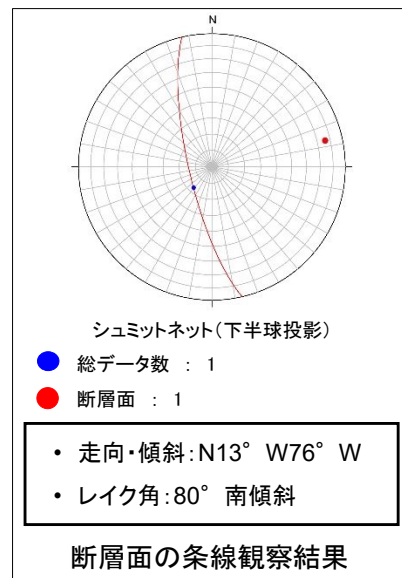 N
シュミットネット(下半球投影)
総データ数 : 1
断層面 : 1
• 走向・傾斜:N13° W76° W
• レイク角:80° 南傾斜
断層面の条線観察結果